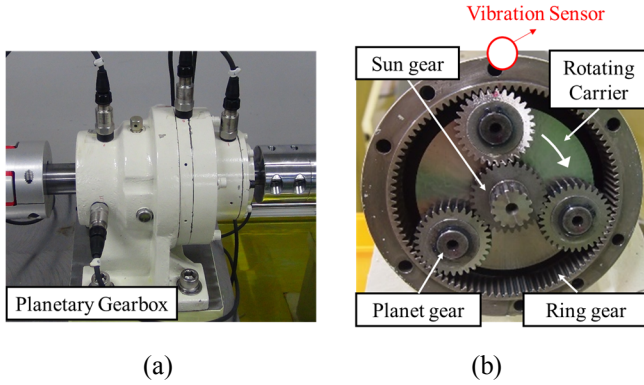 Vibration Sensor
Sun gear
Rotating
Carrier
Planetary Gearbox
Planet gear
Ring gear
(a)
(b)